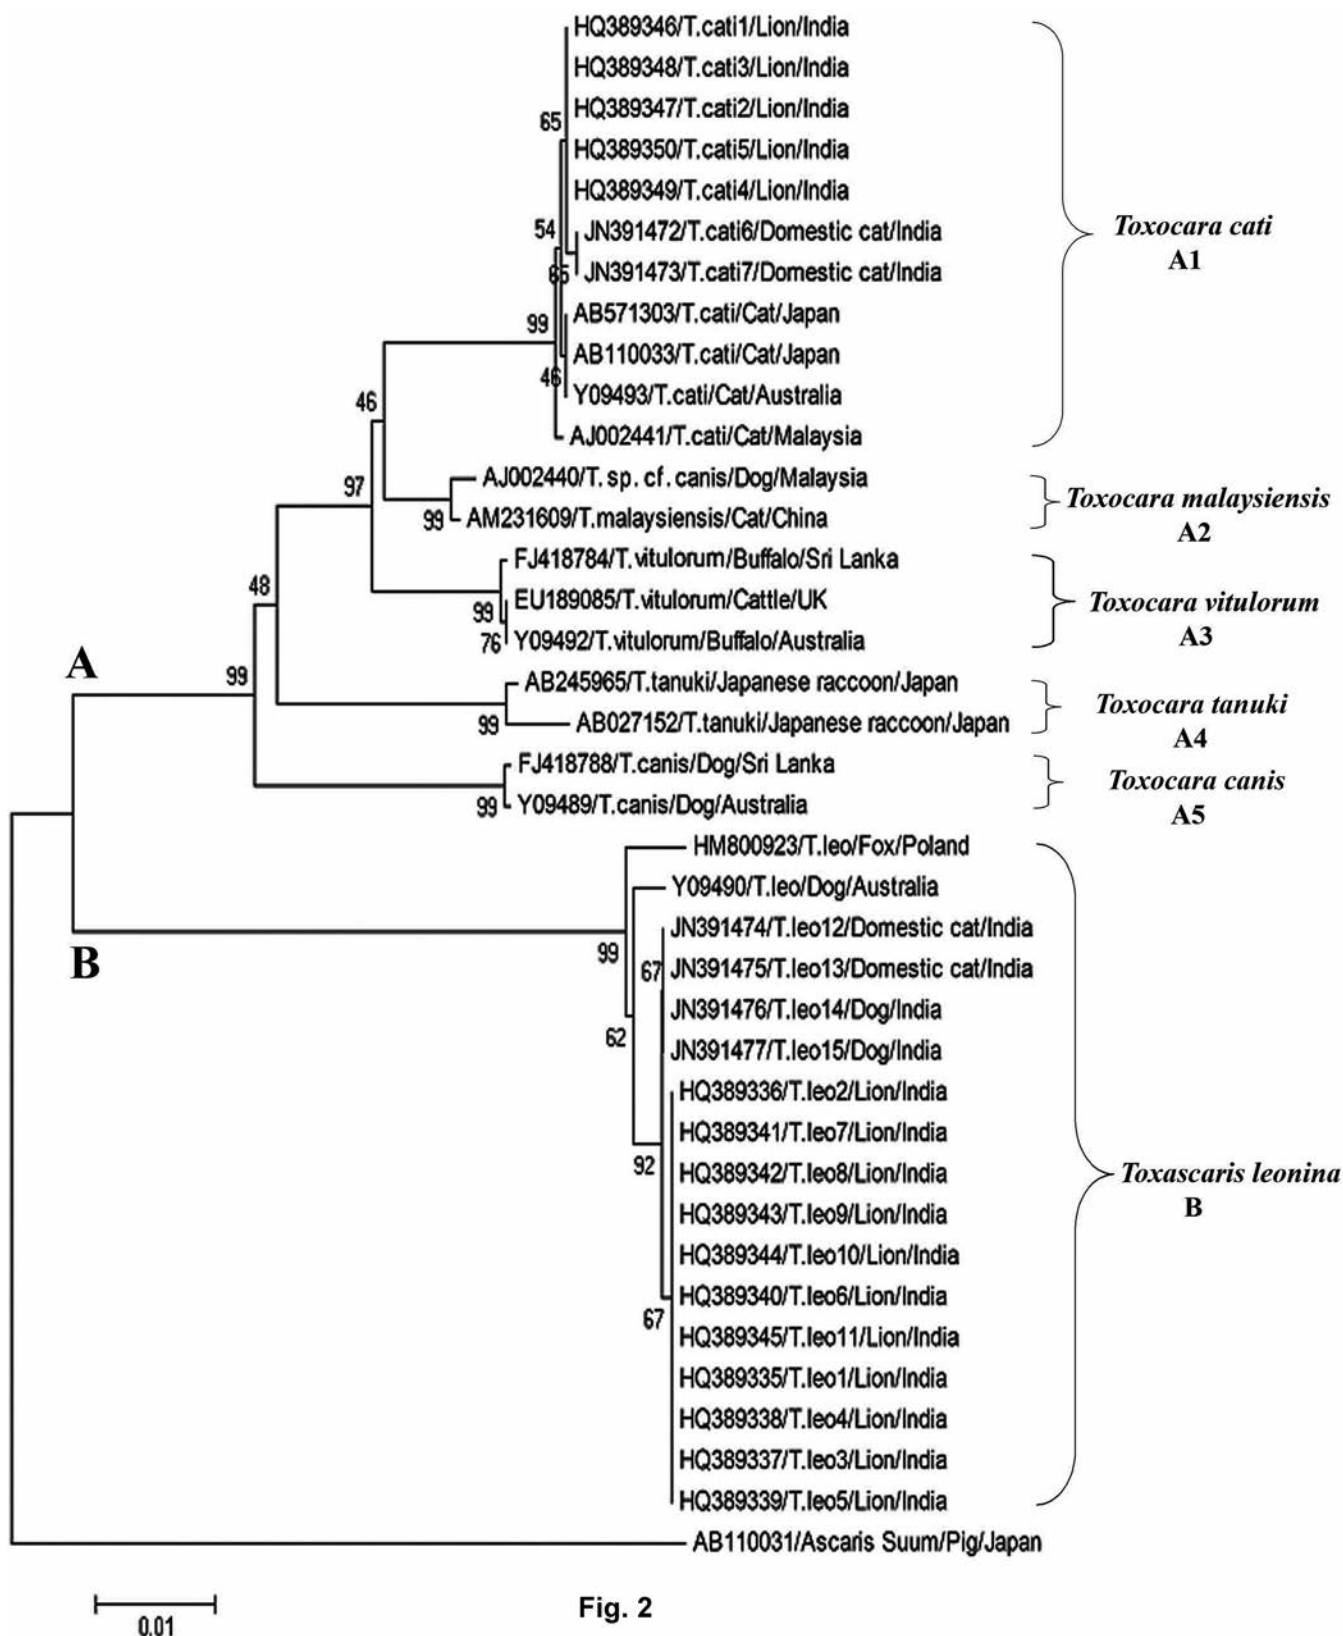 HQ389346/T.cati1/Lion/India
HQ389348/T.cati3/Lion/India
HQ389347/T.cati2/Lion/India
65
HQ389350/T.cati5/Lion/India
HQ389349/T.cati4/Lion/India
54
JN391472/T.cati6/Domestic cat/India
Toxocara cati
A1
65
JN391473/T.cati7/Domestic cat/India
AB571303/T.cati/Cat/Japan
99
AB110033/T.cati/Cat/Japan
46
Y09493/T.cati/Cat/Australia
46
AJ002441/T.cati/Cat/Malaysia
AJ002440/T. sp. cf. canis/Dog/Malaysia
97
Toxocara malaysiensis
A2
99
AM231609/T.malaysiensis/Cat/China
FJ418784/T.vitulorum/Buffalo/Sri Lanka
48
EU189085/T.vitulorum/Cattle/UK
99
Toxocara vitulorum
A3
76
Y09492/T.vitulorum/Buffalo/Australia
A
99
AB245965/T.tanuki/Japanese raccoon/Japan
Toxocara tanuki
A4
99
AB027152/T.tanuki/Japanese raccoon/Japan
FJ418788/T.canis/Dog/Sri Lanka
Toxocara canis
A5
99
Y09489/T.canis/Dog/Australia
HM800923/T.leo/Fox/Poland
Y09490/T.leo/Dog/Australia
JN391474/T.leo12/Domestic cat/India
B
99
67
JN391475/T.leo13/Domestic cat/India
JN391476/T.leo14/Dog/India
62
JN391477/T.leo15/Dog/India
HQ389336/T.leo2/Lion/India
HQ389341/T.leo7/Lion/India
92
HQ389342/T.leo8/Lion/India
Toxascaris leonina
B
HQ389343/T.leo9/Lion/India
HQ389344/T.leo10/Lion/India
HQ389340/T.leo6/Lion/India
67
HQ389345/T.leo11/Lion/India
HQ389335/T.leo1/Lion/India
HQ389338/T.leo4/Lion/India
HQ389337/T.leo3/Lion/India
HQ389339/T.leo5/Lion/India
AB110031/Ascaris Suum/Pig/Japan
0.01
Fig. 2